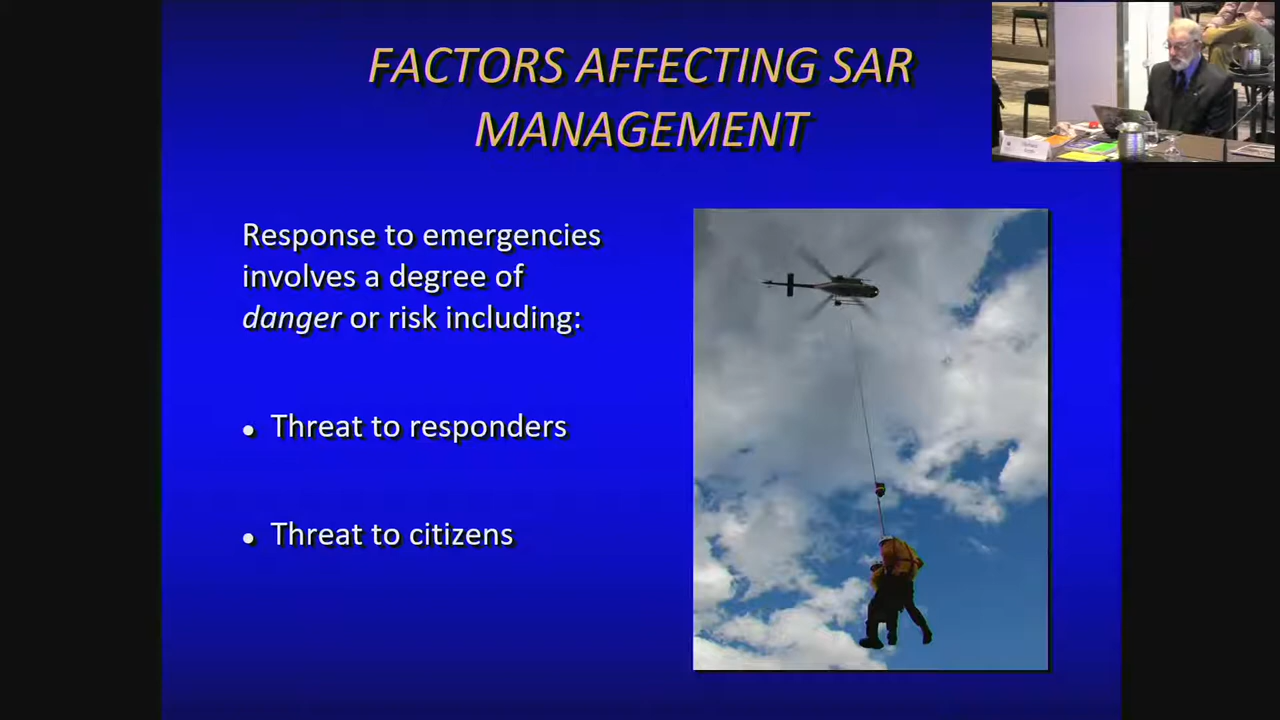 FACTORS AFFECTING SAR
MANAGEMENT
Response to emergencies
involves a degree of
danger or risk including:
• Threat to responders
• Threat to citizens